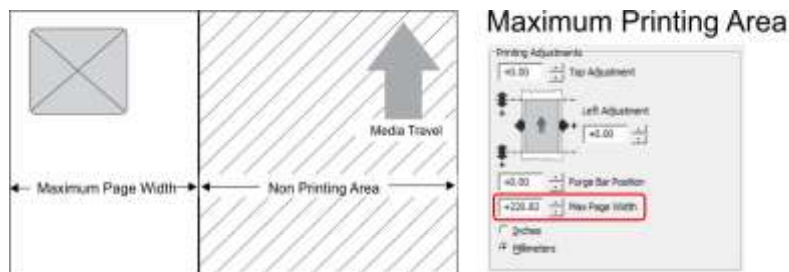 Maximum Printing Area
Media Travel
Maximum Page Width
Non Printing Area
Printing Adjustments
+0.00 Top Adjustment
Left Adjustment
+0.00
+0.00 Purge Bar Position
Max Page Width
Inches
Millimeters